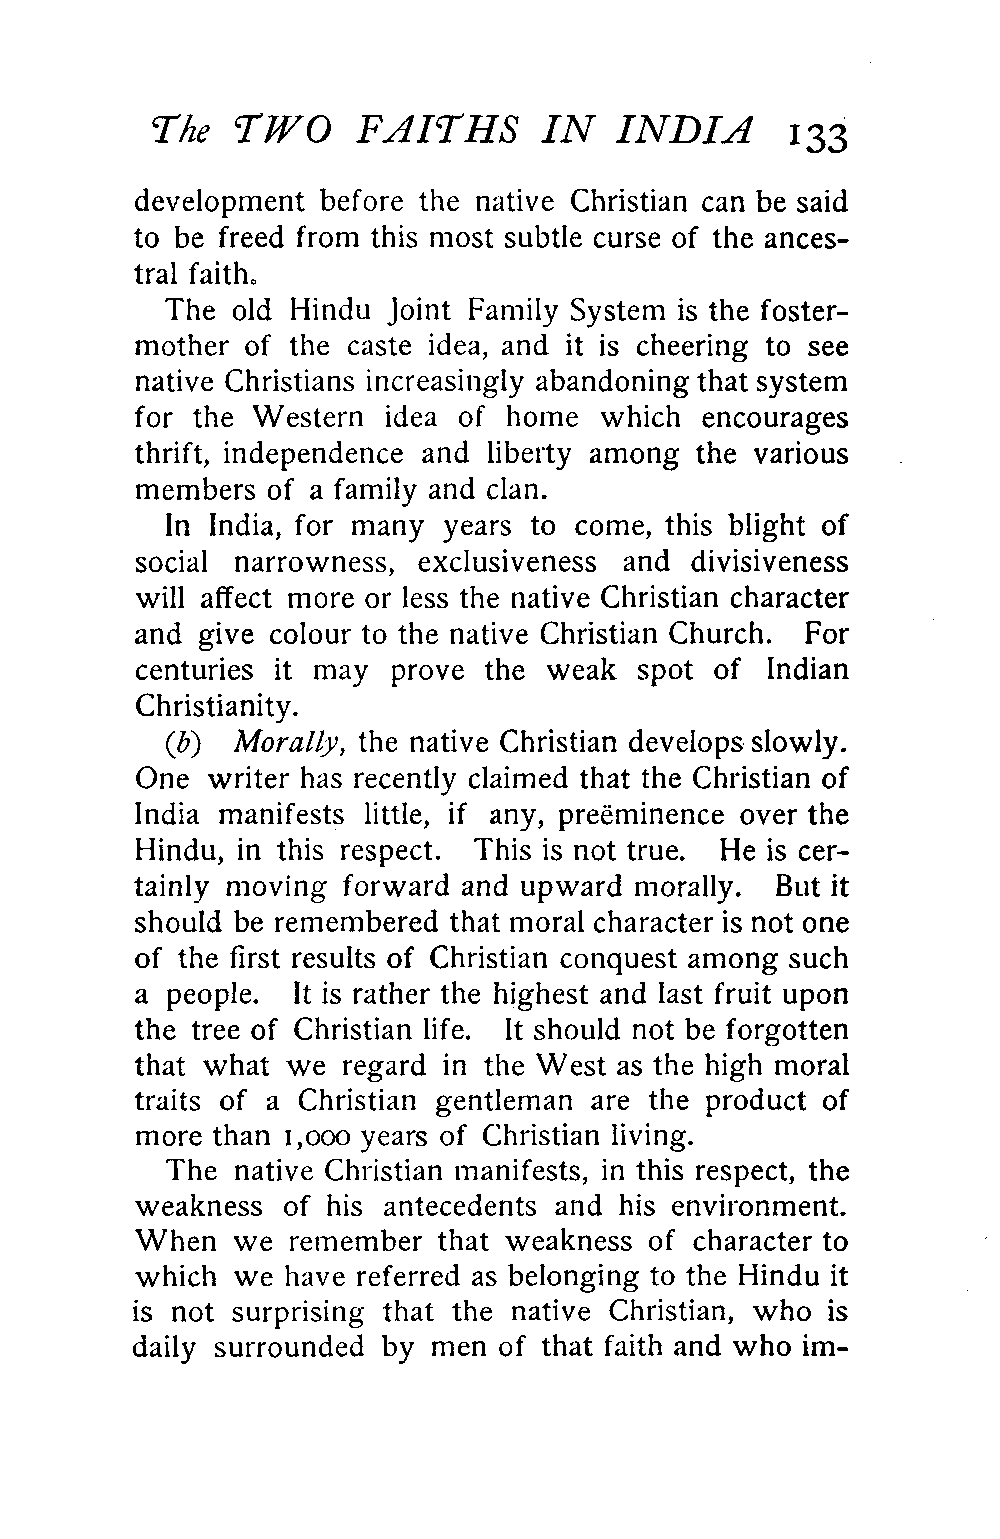 The TWO FAITHS IN INDIA 133
development before the native Christian can be said
to be freed from this most subtle curse of the ances-
tral faith.
The old Hindu Joint Family System is the foster-
mother of the caste idea, and it is cheering to see
native Christians increasingly abandoning that system
for the Western idea of home which encourages
thrift, independence and liberty among the various
members of a family and clan.
In India, for many years to come, this blight of
social narrowness, exclusiveness and divisiveness
will affect more or less the native Christian character
and give colour to the native Christian Church. For
centuries it may prove the weak spot of Indian
Christianity.
(b) Morally, the native Christian develops slowly.
One writer has recently claimed that the Christian of
India manifests little, if any, preëminence over the
Hindu, in this respect. This is not true. He is cer-
tainly moving forward and upward morally. But it
should be remembered that moral character is not one
of the first results of Christian conquest among such
a people. It is rather the highest and last fruit upon
the tree of Christian life. It should not be forgotten
that what we regard in the West as the high moral
traits of a Christian gentleman are the product of
more than 1,000 years of Christian living.
The native Christian manifests, in this respect, the
weakness of his antecedents and his environment.
When we remember that weakness of character to
which we have referred as belonging to the Hindu it
is not surprising that the native Christian, who is
daily surrounded by men of that faith and who im-